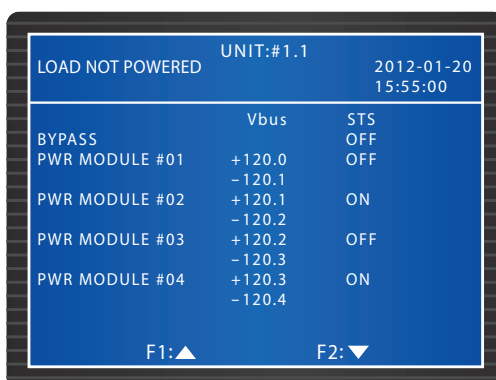 UNIT:#1.1
LOAD NOT POWERED 2012-01-20
15:55:00
Vbus STS
BYPASS OFF
PWR MODULE #01 +120.0 OFF
−120.1
PWR MODULE #02 +120.1 ON
−120.2
PWR MODULE #03 +120.2 OFF
−120.3
PWR MODULE #04 +120.3 ON
−120.4
F1:▲ F2:▼